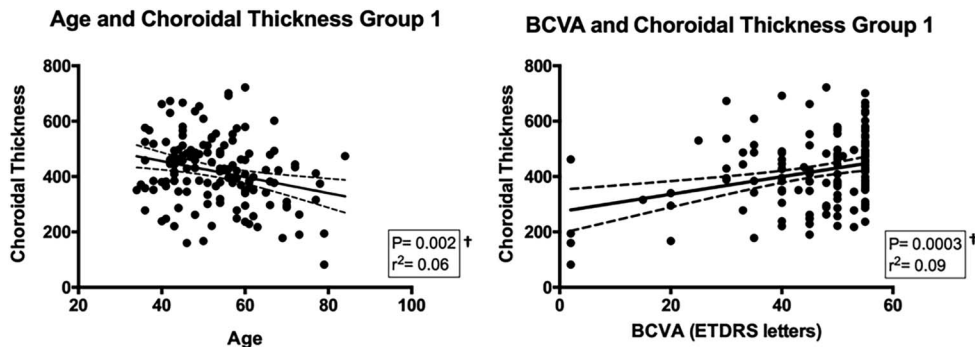 Age and Choroidal Thickness Group 1
Choroidal Thickness
800
600
400
200
0
20
40
60
80
100
Age
P= 0.002 †
r²= 0.06
BCVA and Choroidal Thickness Group 1
Choroidal Thickness
800
600
400
200
0
0
20
40
60
BCVA (ETDRS letters)
P= 0.0003 †
r²= 0.09